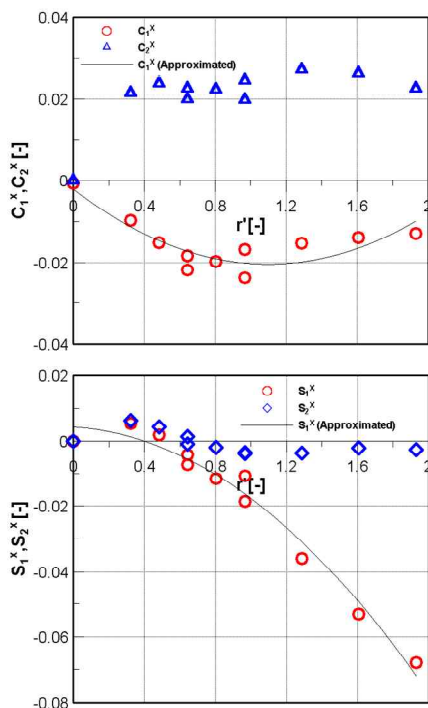 0.04
C₁ˣ
C₂ˣ
C₁ˣ (Approximated)
0.02
0
0 0.4 0.8 1.2 1.6 2
r'[-]
-0.02
-0.04
C₁ˣ,C₂ˣ [-]
0.02
S₁ˣ
S₂ˣ
S₁ˣ (Approximated)
0.00
0 0.4 0.8 1.2 1.6 2
r'[-]
-0.02
-0.04
-0.06
-0.08
S₁ˣ,S₂ˣ [-]